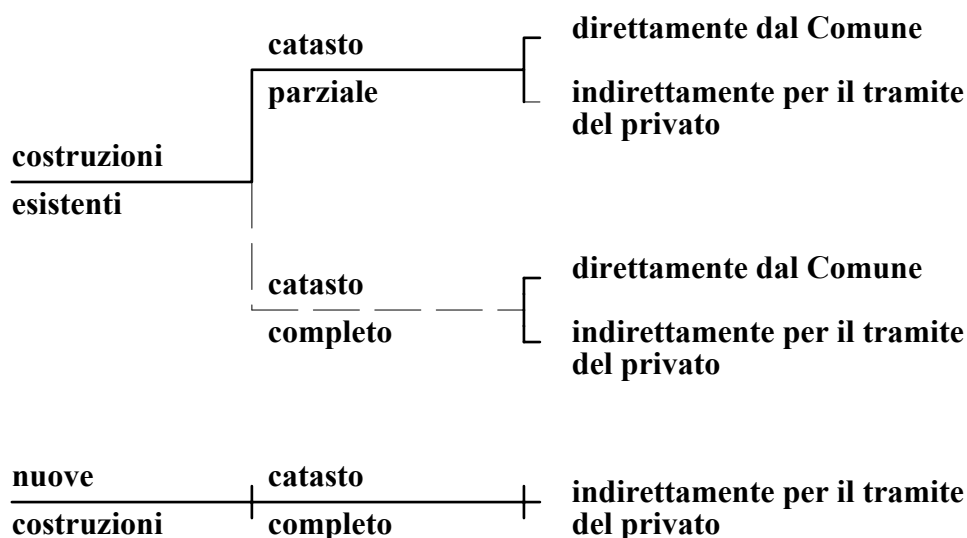 catasto
parziale
direttamente dal Comune
indirettamente per il tramite
del privato
costruzioni
esistenti
catasto
completo
direttamente dal Comune
indirettamente per il tramite
del privato
nuove
costruzioni
catasto
completo
indirettamente per il tramite
del privato